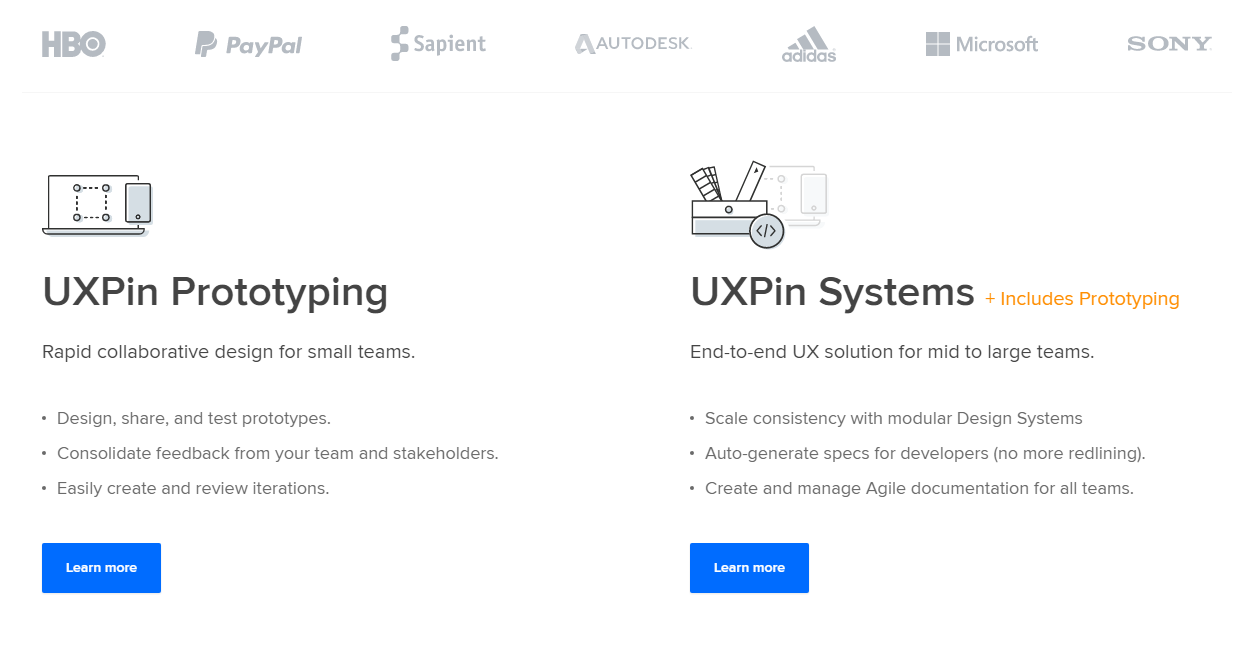 HBO PayPal Sapient AUTODESK. adidas Microsoft SONY.
UXPin Prototyping
Rapid collaborative design for small teams.
• Design, share, and test prototypes.
• Consolidate feedback from your team and stakeholders.
• Easily create and review iterations.
Learn more
</>
UXPin Systems + Includes Prototyping
End-to-end UX solution for mid to large teams.
• Scale consistency with modular Design Systems
• Auto-generate specs for developers (no more redlining).
• Create and manage Agile documentation for all teams.
Learn more